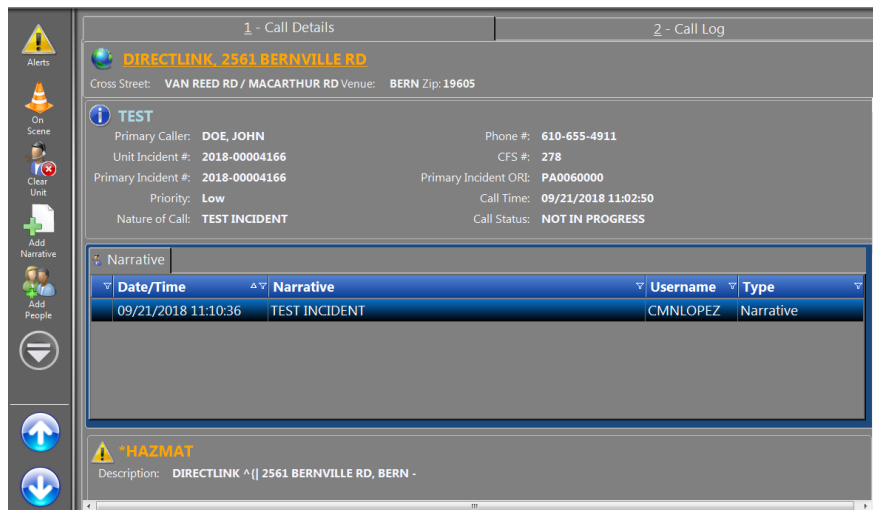 1 - Call Details
2 - Call Log
Alerts
DIRECTLINK, 2561 BERNVILLE RD
Cross Street: VAN REED RD / MACARTHUR RD Venue: BERN Zip: 19605
On
Scene
TEST
Primary Caller: DOE, JOHN Phone #: 610-655-4911
Unit Incident #: 2018-00004166 CFS #: 278
Clear
Unit
Primary Incident #: 2018-00004166 Primary Incident ORI: PA0060000
Priority: Low Call Time: 09/21/2018 11:02:50
Nature of Call: TEST INCIDENT Call Status: NOT IN PROGRESS
Add
Narrative
Narrative
Date/Time Narrative Username Type
09/21/2018 11:10:36 TEST INCIDENT CMNLOPEZ Narrative
Add
People
*HAZMAT
Description: DIRECTLINK ^{| 2561 BERNVILLE RD, BERN -